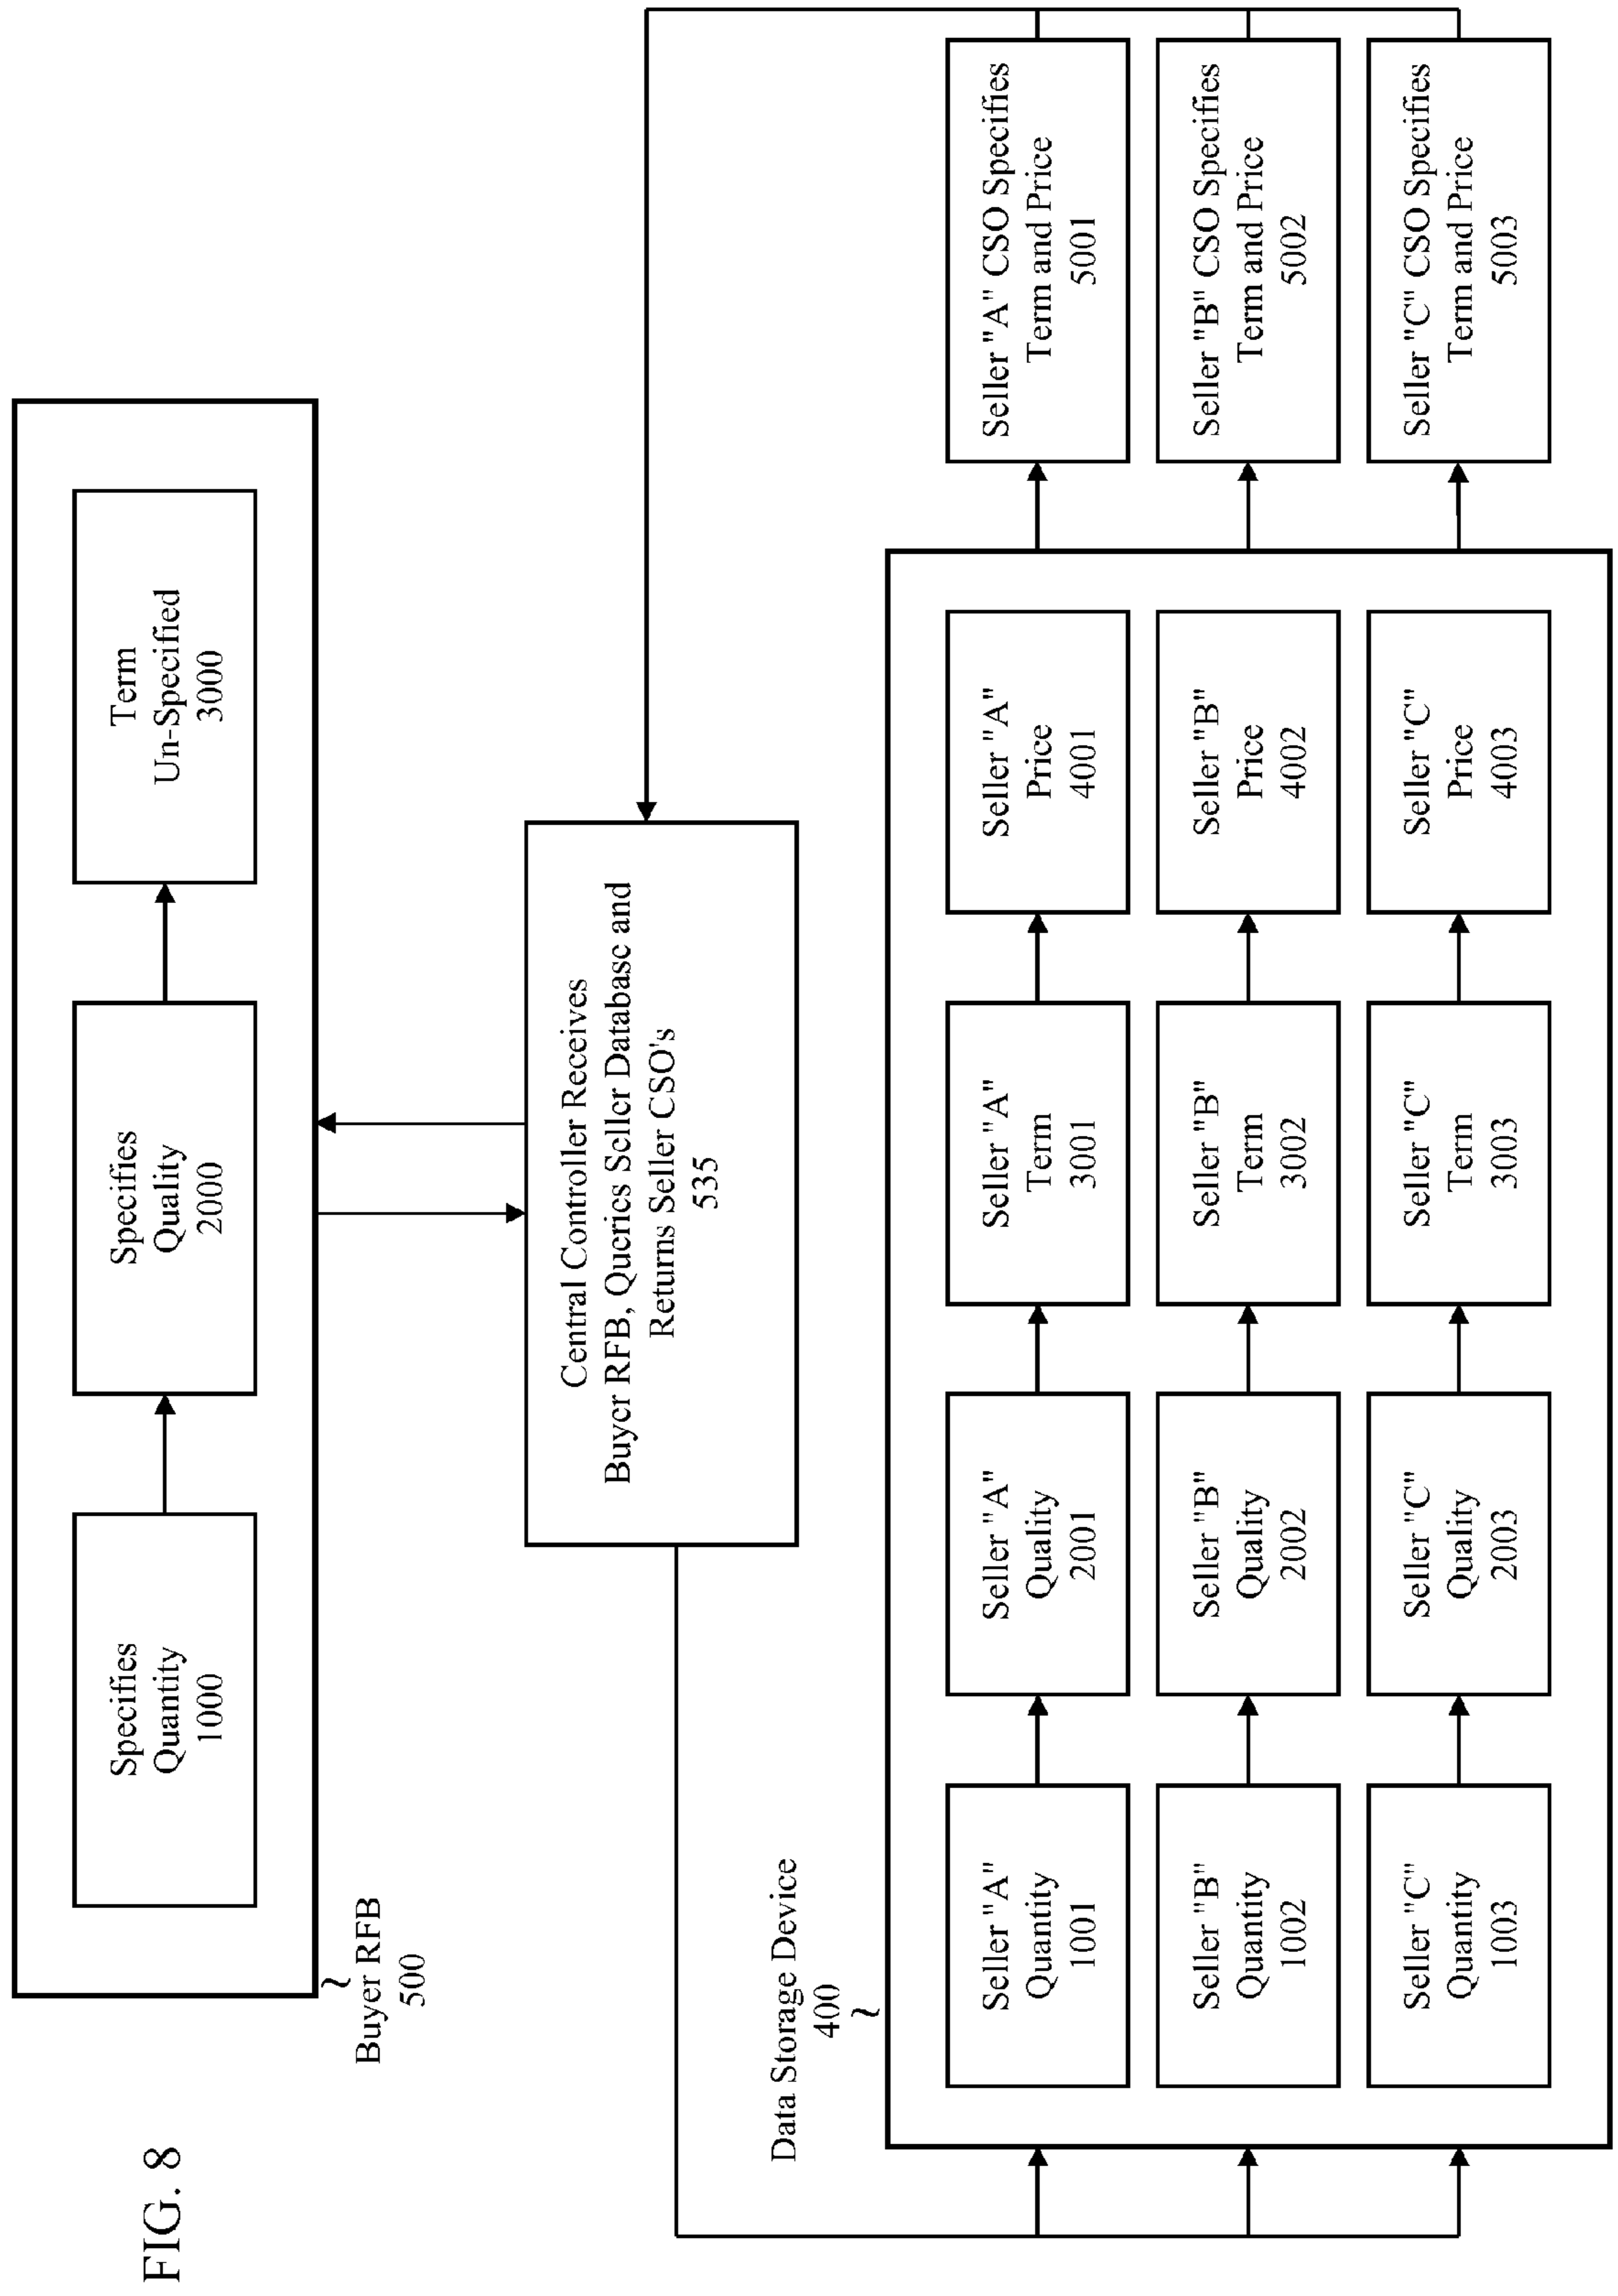 FIG. 8
Buyer RFB
500
Specifies
Quantity
1000
Specifies
Quality
2000
Term
Un-Specified
3000
Central Controller Receives
Buyer RFB, Queries Seller Database and
Returns Seller CSO's
535
Data Storage Device
400
Seller "A"
Quantity
1001
Seller "A"
Quality
2001
Seller "A"
Term
3001
Seller "A"
Price
4001
Seller "A" CSO Specifies
Term and Price
5001
Seller "B"
Quantity
1002
Seller "B"
Quality
2002
Seller "B"
Term
3002
Seller "B"
Price
4002
Seller "B" CSO Specifies
Term and Price
5002
Seller "C"
Quantity
1003
Seller "C"
Quality
2003
Seller "C"
Term
3003
Seller "C"
Price
4003
Seller "C" CSO Specifies
Term and Price
5003